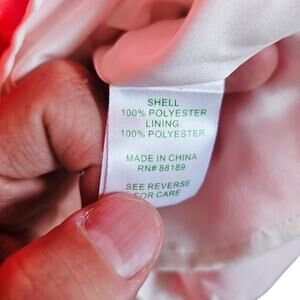 SHELL
100% POLYESTER
LINING
100% POLYESTER
MADE IN CHINA
RN# 88189
SEE REVERSE
FOR CARE